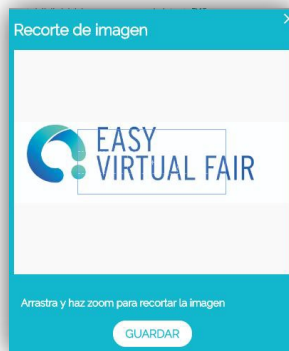 Recorte de imagen
EASY
VIRTUAL FAIR
Arrastra y haz zoom para recortar la imagen
GUARDAR